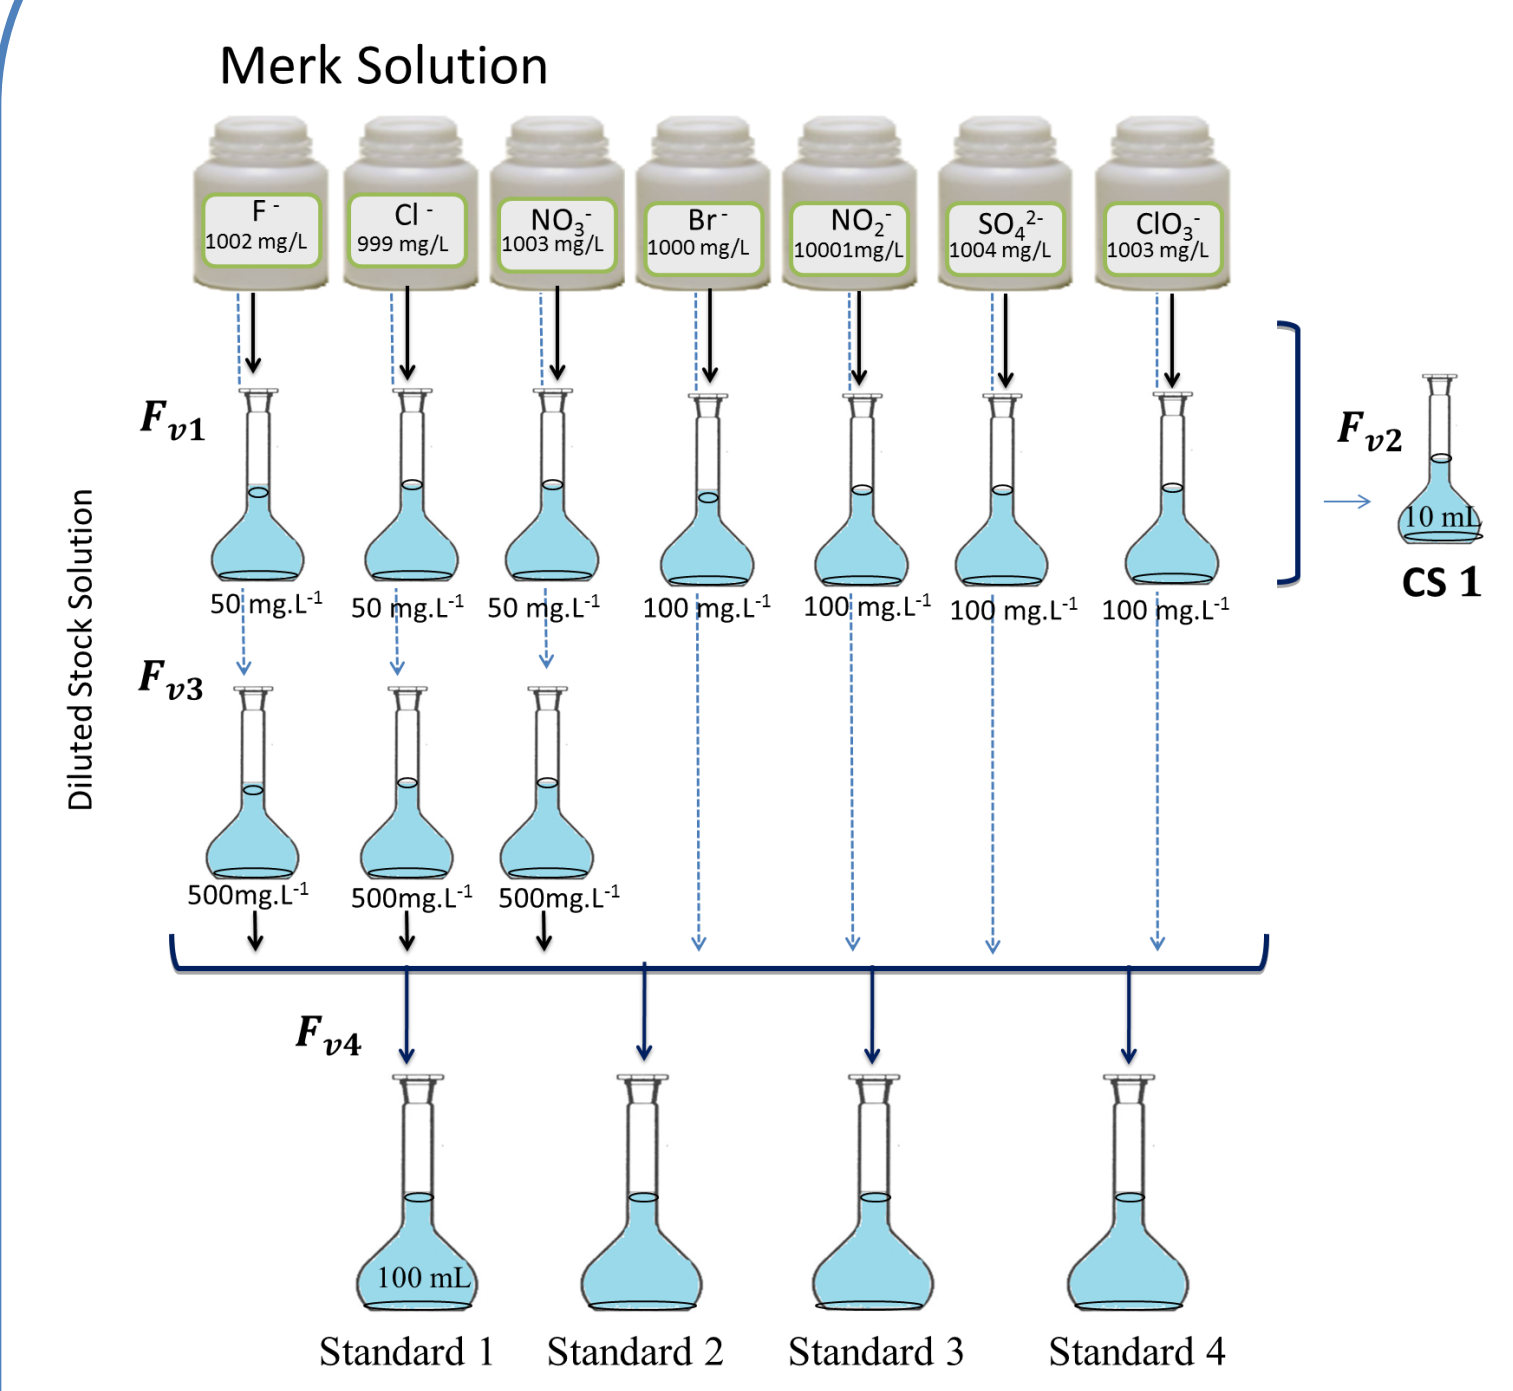 Merk Solution
F⁻
1002 mg/L
Cl⁻
999 mg/L
NO₃⁻
1003 mg/L
Br⁻
1000 mg/L
NO₂⁻
10001mg/L
SO₄²⁻
1004 mg/L
ClO₃⁻
1003 mg/L
Fᵥ₁
Fᵥ₂
10 mL
CS 1
Diluted Stock Solution
50 mg.L⁻¹
50 mg.L⁻¹
50 mg.L⁻¹
100 mg.L⁻¹
100 mg.L⁻¹
100 mg.L⁻¹
100 mg.L⁻¹
Fᵥ₃
500mg.L⁻¹
500mg.L⁻¹
500mg.L⁻¹
Fᵥ₄
100 mL
Standard 1
Standard 2
Standard 3
Standard 4